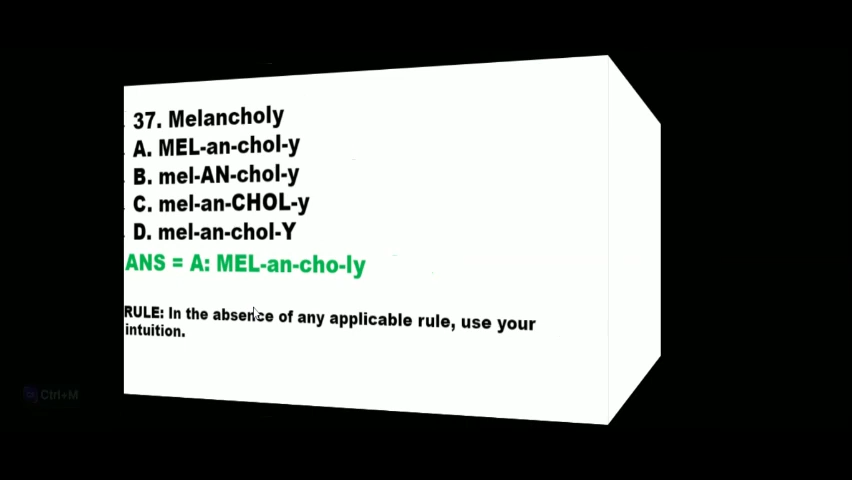 37. Melancholy
A. MEL-an-chol-y
B. mel-AN-chol-y
C. mel-an-CHOL-y
D. mel-an-chol-Y
ANS = A: MEL-an-cho-ly
RULE: In the absence of any applicable rule, use your
intuition.
Ctrl+M